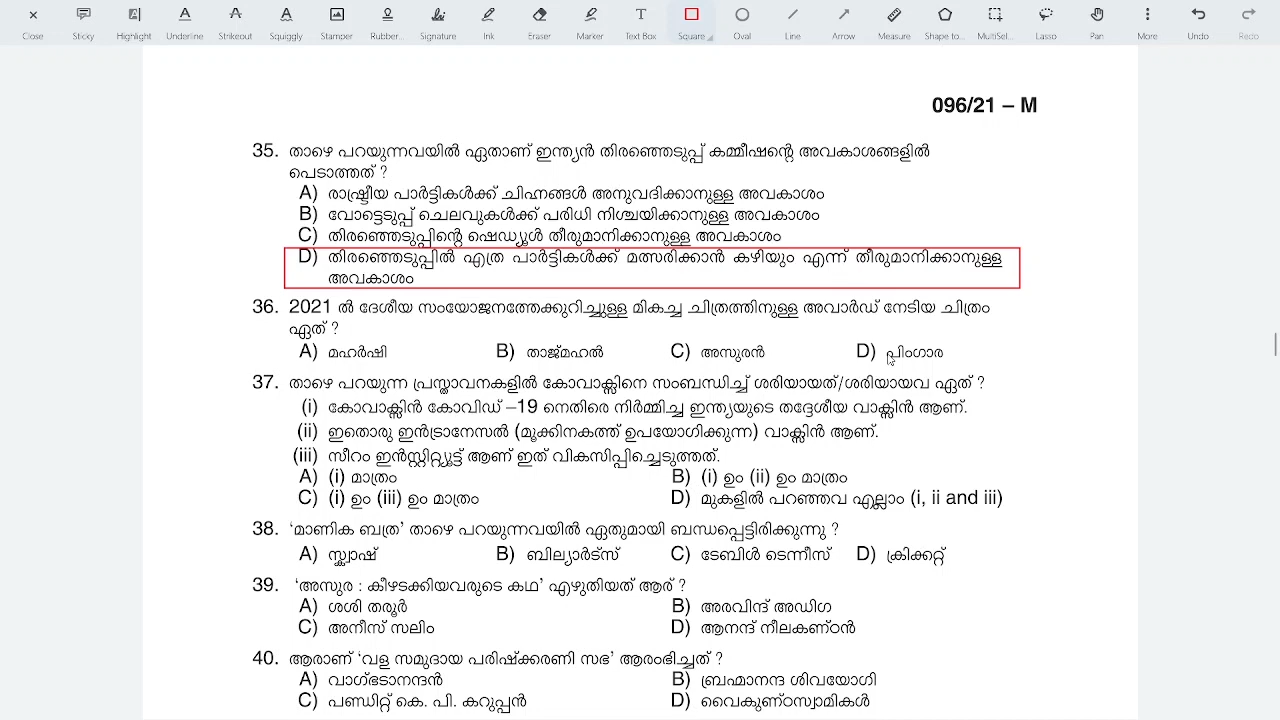 Close Sticky Highlight Underline Strikeout Squiggly Stamper Rubber... Signature Ink Eraser Marker Text Box Square Oval Line Arrow Measure Shape to... MultiSel... Lasso Pan More Undo Redo
096/21 – M
35. താഴെ പറയുന്നവയിൽ ഏതാണ് ഇന്ത്യൻ തിരഞ്ഞെടുപ്പ് കമ്മീഷന്റെ അവകാശങ്ങളിൽ
പെടാത്തത് ?
A) രാഷ്ട്രീയ പാർട്ടികൾക്ക് ചിഹ്നങ്ങൾ അനുവദിക്കാനുള്ള അവകാശം
B) വോട്ടെടുപ്പ് ചെലവുകൾക്ക് പരിധി നിശ്ചയിക്കാനുള്ള അവകാശം
C) തിരഞ്ഞെടുപ്പിന്റെ ഷെഡ്യൂൾ തീരുമാനിക്കാനുള്ള അവകാശം
D) തിരഞ്ഞെടുപ്പിൽ എത്ര പാർട്ടികൾക്ക് മത്സരിക്കാൻ കഴിയും എന്ന് തീരുമാനിക്കാനുള്ള
അവകാശം
36. 2021 ൽ ദേശീയ സംയോജനത്തേക്കുറിച്ചുള്ള മികച്ച ചിത്രത്തിനുള്ള അവാർഡ് നേടിയ ചിത്രം
ഏത് ?
A) മഹർഷി B) താജ്മഹൽ C) അസുരൻ D) പ്ലിംഗാര
37. താഴെ പറയുന്ന പ്രസ്താവനകളിൽ കോവാക്സിനെ സംബന്ധിച്ച് ശരിയായത്/ശരിയായവ ഏത് ?
(i) കോവാക്സിൻ കോവിഡ് –19 നെതിരെ നിർമ്മിച്ച ഇന്ത്യയുടെ തദ്ദേശീയ വാക്സിൻ ആണ്.
(ii) ഇതൊരു ഇൻട്രാനേസൽ (മൂക്കിനകത്ത് ഉപയോഗിക്കുന്ന) വാക്സിൻ ആണ്.
(iii) സീറം ഇൻസ്റ്റിറ്റ്യൂട്ട് ആണ് ഇത് വികസിപ്പിച്ചെടുത്തത്.
A) (i) മാത്രം B) (i) ഉം (ii) ഉം മാത്രം
C) (i) ഉം (iii) ഉം മാത്രം D) മുകളിൽ പറഞ്ഞവ എല്ലാം (i, ii and iii)
38. ‘മാണിക ബത്ര’ താഴെ പറയുന്നവയിൽ ഏതുമായി ബന്ധപ്പെട്ടിരിക്കുന്നു ?
A) സ്ക്വാഷ് B) ബില്യാർട്സ് C) ടേബിൾ ടെന്നീസ് D) ക്രിക്കറ്റ്
39. ‘അസുര : കീഴടക്കിയവരുടെ കഥ’ എഴുതിയത് ആര് ?
A) ശശി തരൂർ B) അരവിന്ദ് അഡിഗ
C) അനീസ് സലിം D) ആനന്ദ് നീലകണ്ഠൻ
40. ആരാണ് ‘വള സമുദായ പരിഷ്ക്കരണി സഭ’ ആരംഭിച്ചത് ?
A) വാഗ്ഭടാനന്ദൻ B) ബ്രഹ്മാനന്ദ ശിവയോഗി
C) പണ്ഡിറ്റ് കെ. പി. കറുപ്പൻ D) വൈകുണ്ഠസ്വാമികൾ